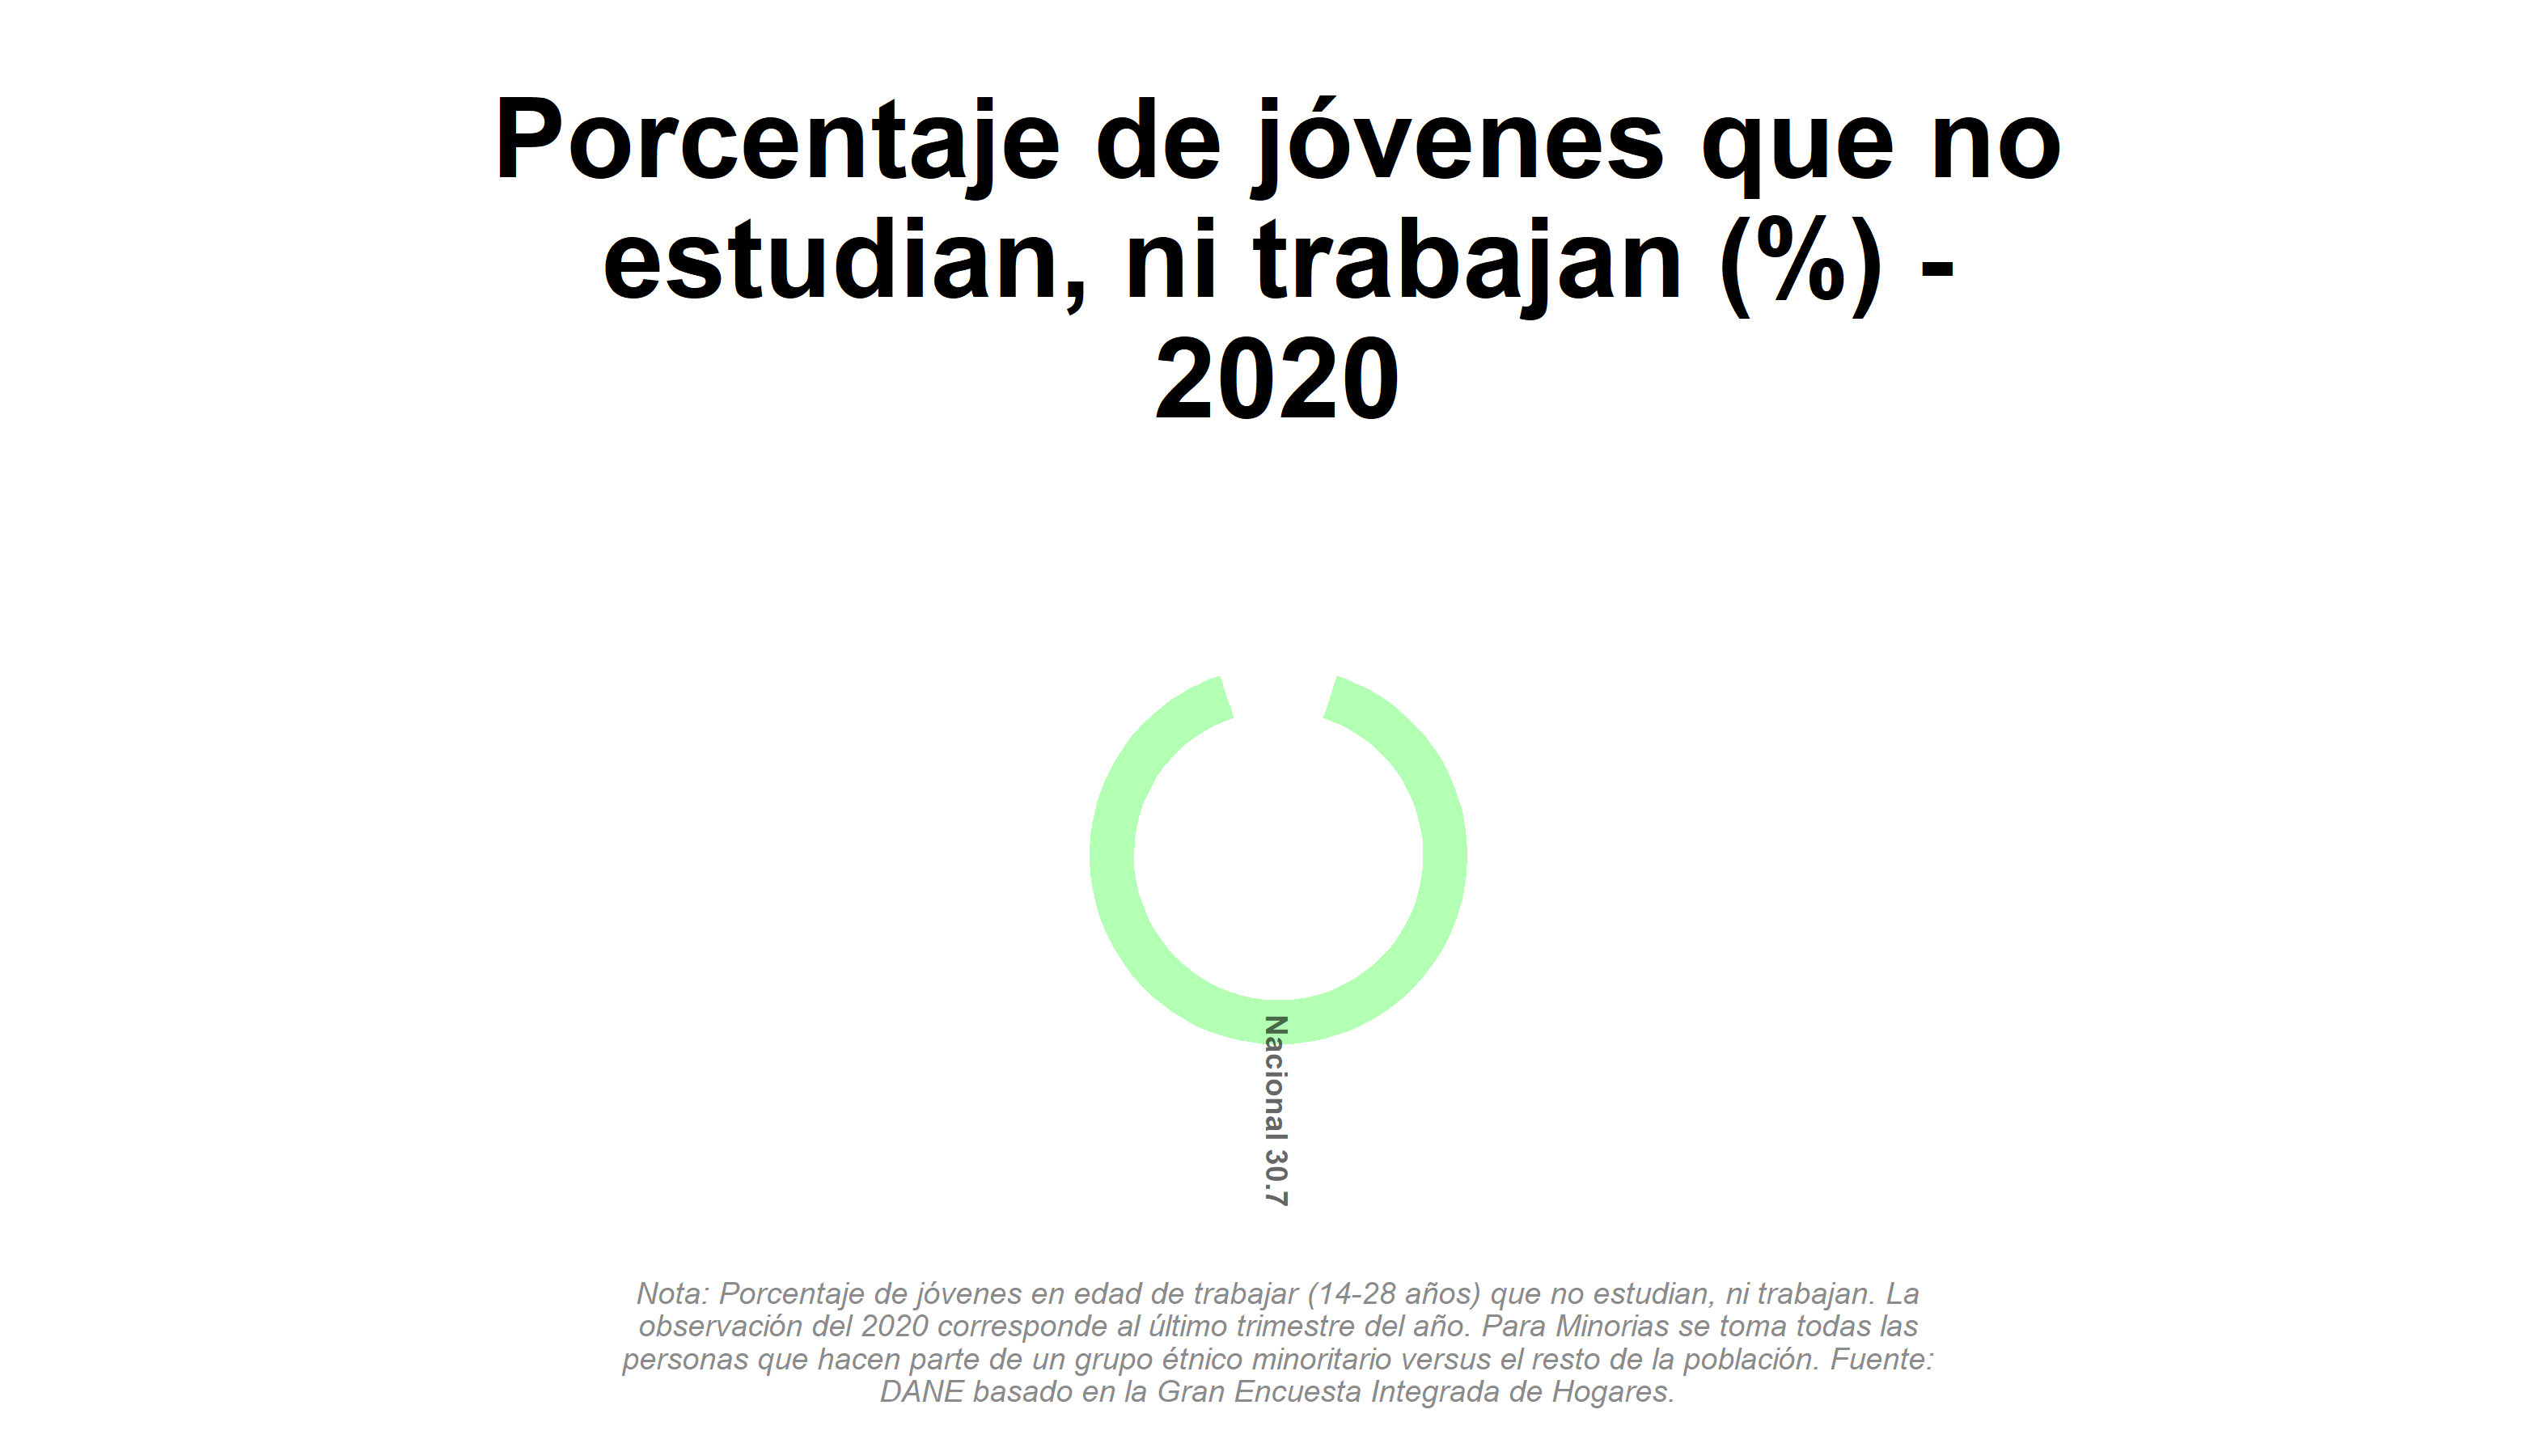 Porcentaje de jóvenes que no
estudian, ni trabajan (%) -
2020
Nacional 30.7
Nota: Porcentaje de jóvenes en edad de trabajar (14-28 años) que no estudian, ni trabajan. La
observación del 2020 corresponde al último trimestre del año. Para Minorias se toma todas las
personas que hacen parte de un grupo étnico minoritario versus el resto de la población. Fuente:
DANE basado en la Gran Encuesta Integrada de Hogares.